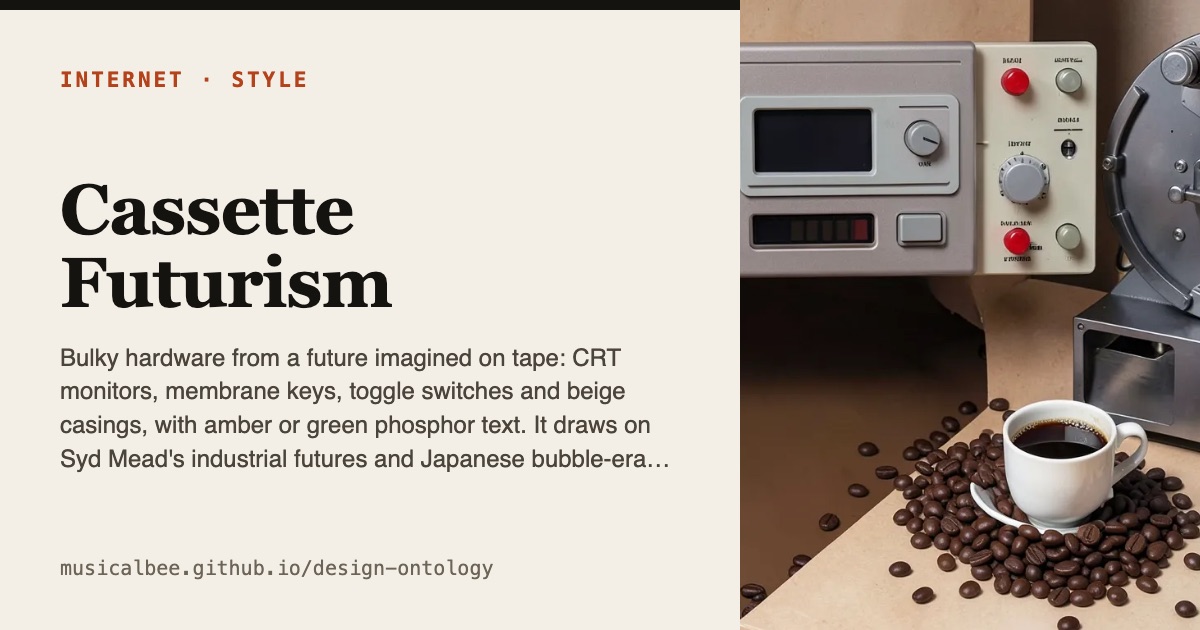 INTERNET · STYLE
Cassette
Futurism
Bulky hardware from a future imagined on tape: CRT
monitors, membrane keys, toggle switches and beige
casings, with amber or green phosphor text. It draws on
Syd Mead's industrial futures and Japanese bubble-era…
musicalbee.github.io/design-ontology